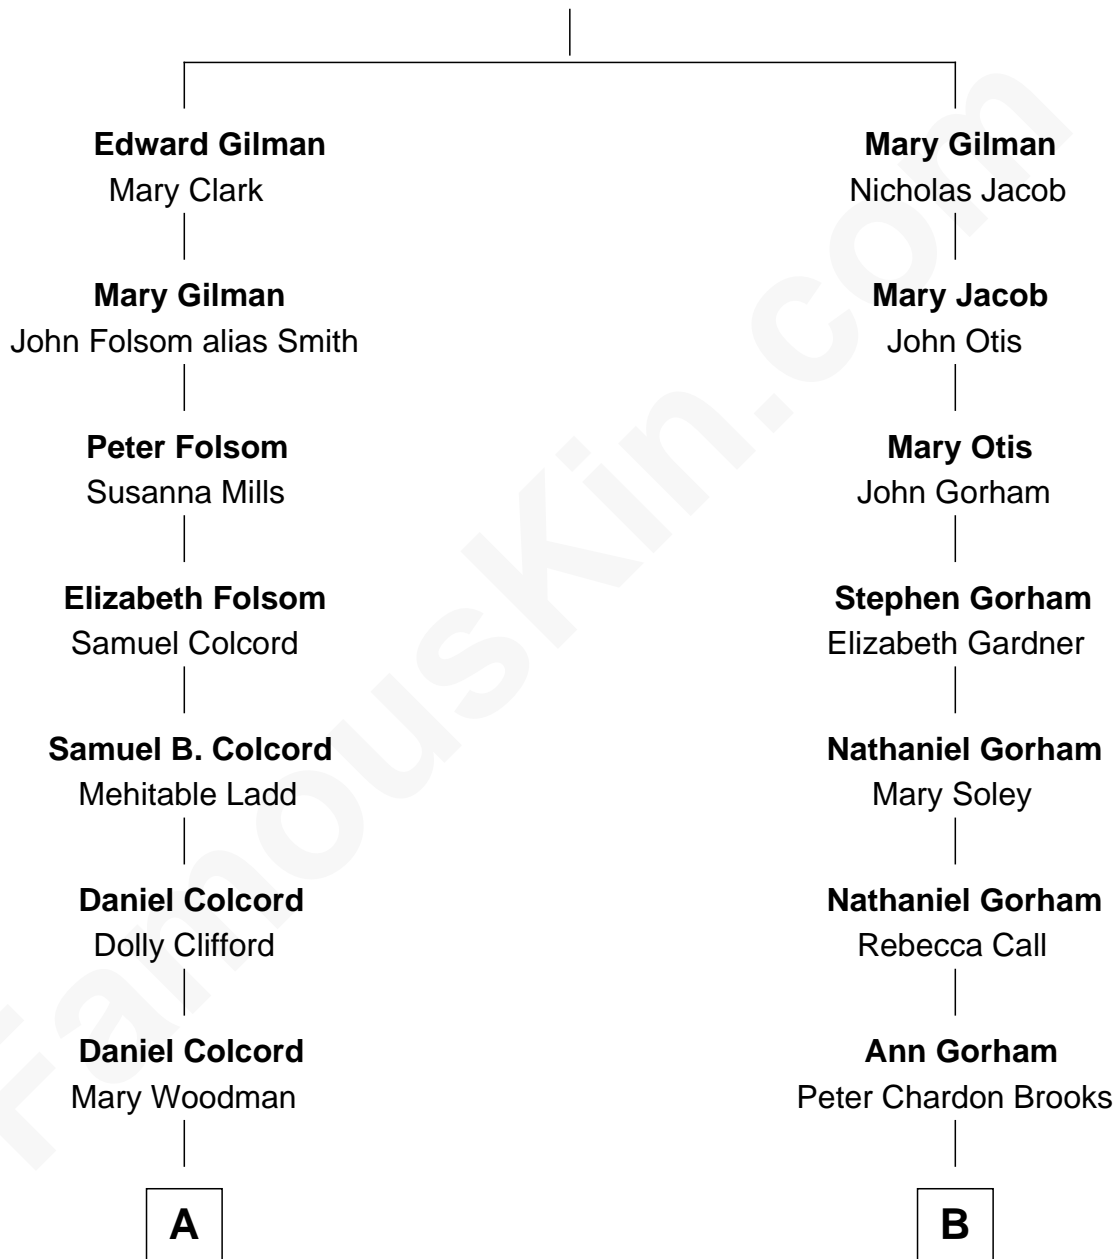 Edward Gilman
Mary Clark
Mary Gilman
John Folsom alias Smith
Peter Folsom
Susanna Mills
Elizabeth Folsom
Samuel Colcord
Samuel B. Colcord
Mehitable Ladd
Daniel Colcord
Dolly Clifford
Daniel Colcord
Mary Woodman
A
Mary Gilman
Nicholas Jacob
Mary Jacob
John Otis
Mary Otis
John Gorham
Stephen Gorham
Elizabeth Gardner
Nathaniel Gorham
Mary Soley
Nathaniel Gorham
Rebecca Call
Ann Gorham
Peter Chardon Brooks
B
FamousKin.com